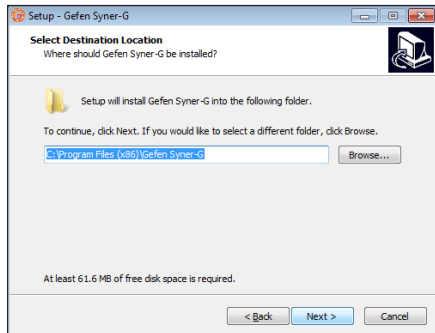 Setup - Gefen Syner-G
Select Destination Location
Where should Gefen Syner-G be installed?
Setup will install Gefen Syner-G into the following folder.
To continue, click Next. If you would like to select a different folder, click Browse.
C:\Program Files (x86)\Gefen Syner-G
Browse...
At least 61.6 MB of free disk space is required.
< Back
Next >
Cancel